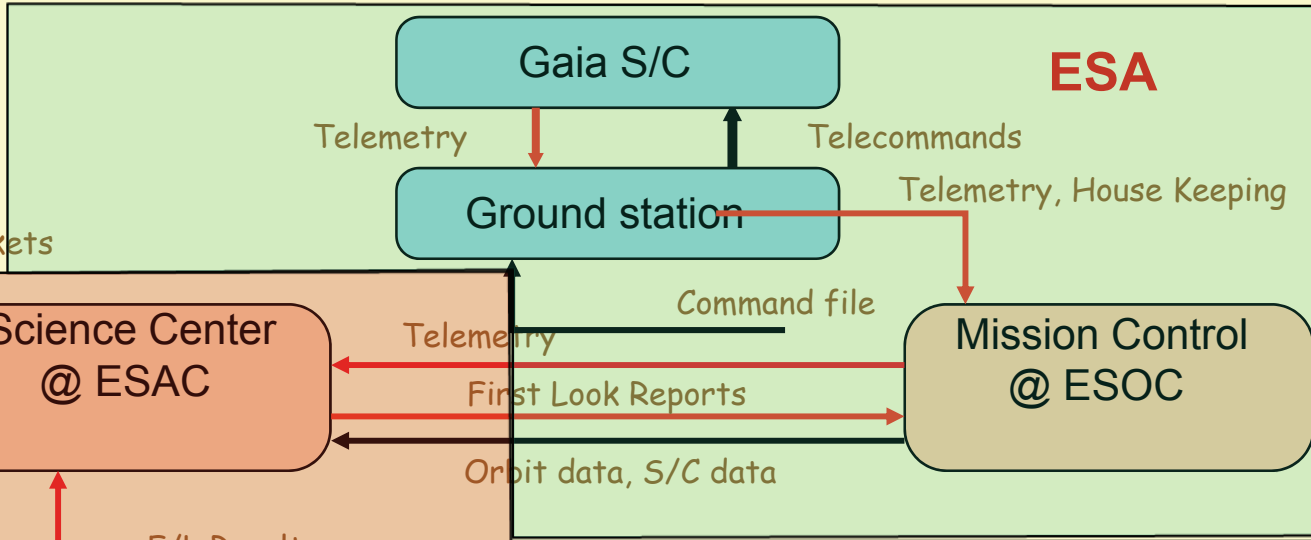 Gaia S/C
ESA
Telemetry
Telecommands
Ground station
Telemetry, House Keeping
Command file
Science Center
@ ESAC
Telemetry
Mission Control
@ ESOC
First Look Reports
Orbit data, S/C data